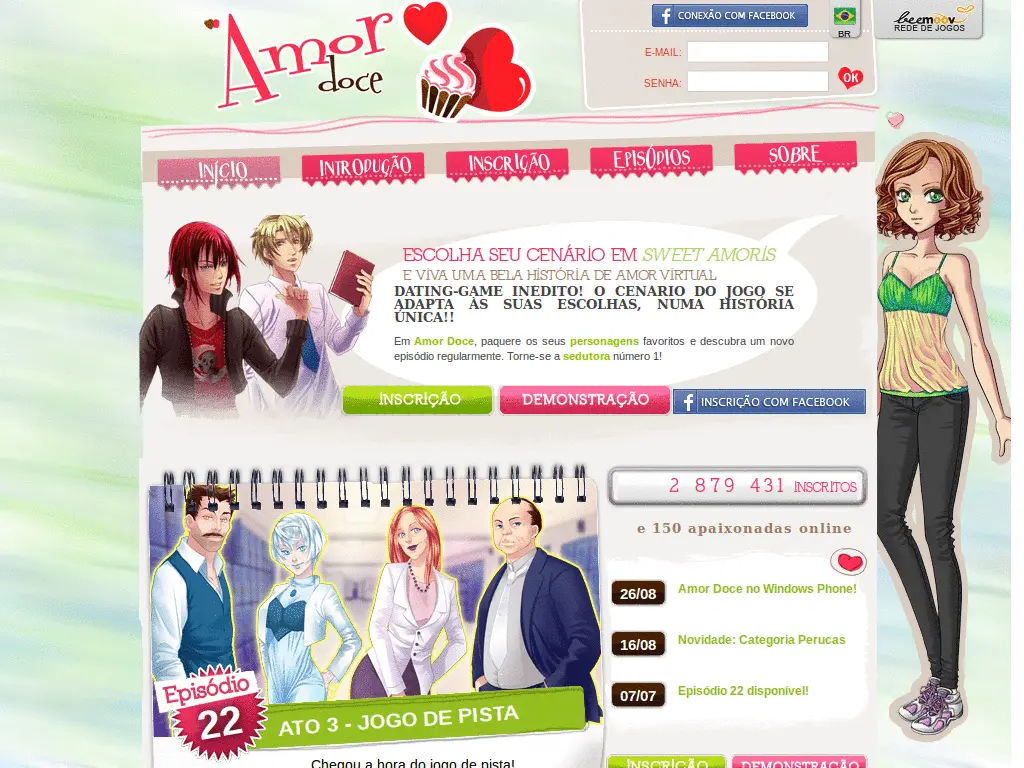 Amor
doce
CONEXÃO COM FACEBOOK
E-MAIL:
SENHA:
OK
BR
beemoov
REDE DE JOGOS
INÍCIO
INTRODUÇÃO
INSCRIÇÃO
EPISÓDIOS
SOBRE
ESCOLHA SEU CENÁRIO EM SWEET AMORIS
E VIVA UMA BELA HISTÓRIA DE AMOR VIRTUAL
DATING-GAME INEDITO! O CENARIO DO JOGO SE
ADAPTA ÀS SUAS ESCOLHAS, NUMA HISTÓRIA
ÚNICA!!
Em Amor Doce, paquere os seus personagens favoritos e descubra um novo
episódio regularmente. Torne-se a sedutora número 1!
INSCRIÇÃO
DEMONSTRAÇÃO
INSCRIÇÃO COM FACEBOOK
2 879 431 INSCRITOS
e 150 apaixonadas online
26/08 Amor Doce no Windows Phone!
16/08 Novidade: Categoria Perucas
07/07 Episódio 22 disponível!
Episódio
22
ATO 3 - JOGO DE PISTA
Chegou a hora do jogo de pista!
INSCRIÇÃO
DEMONSTRAÇÃO